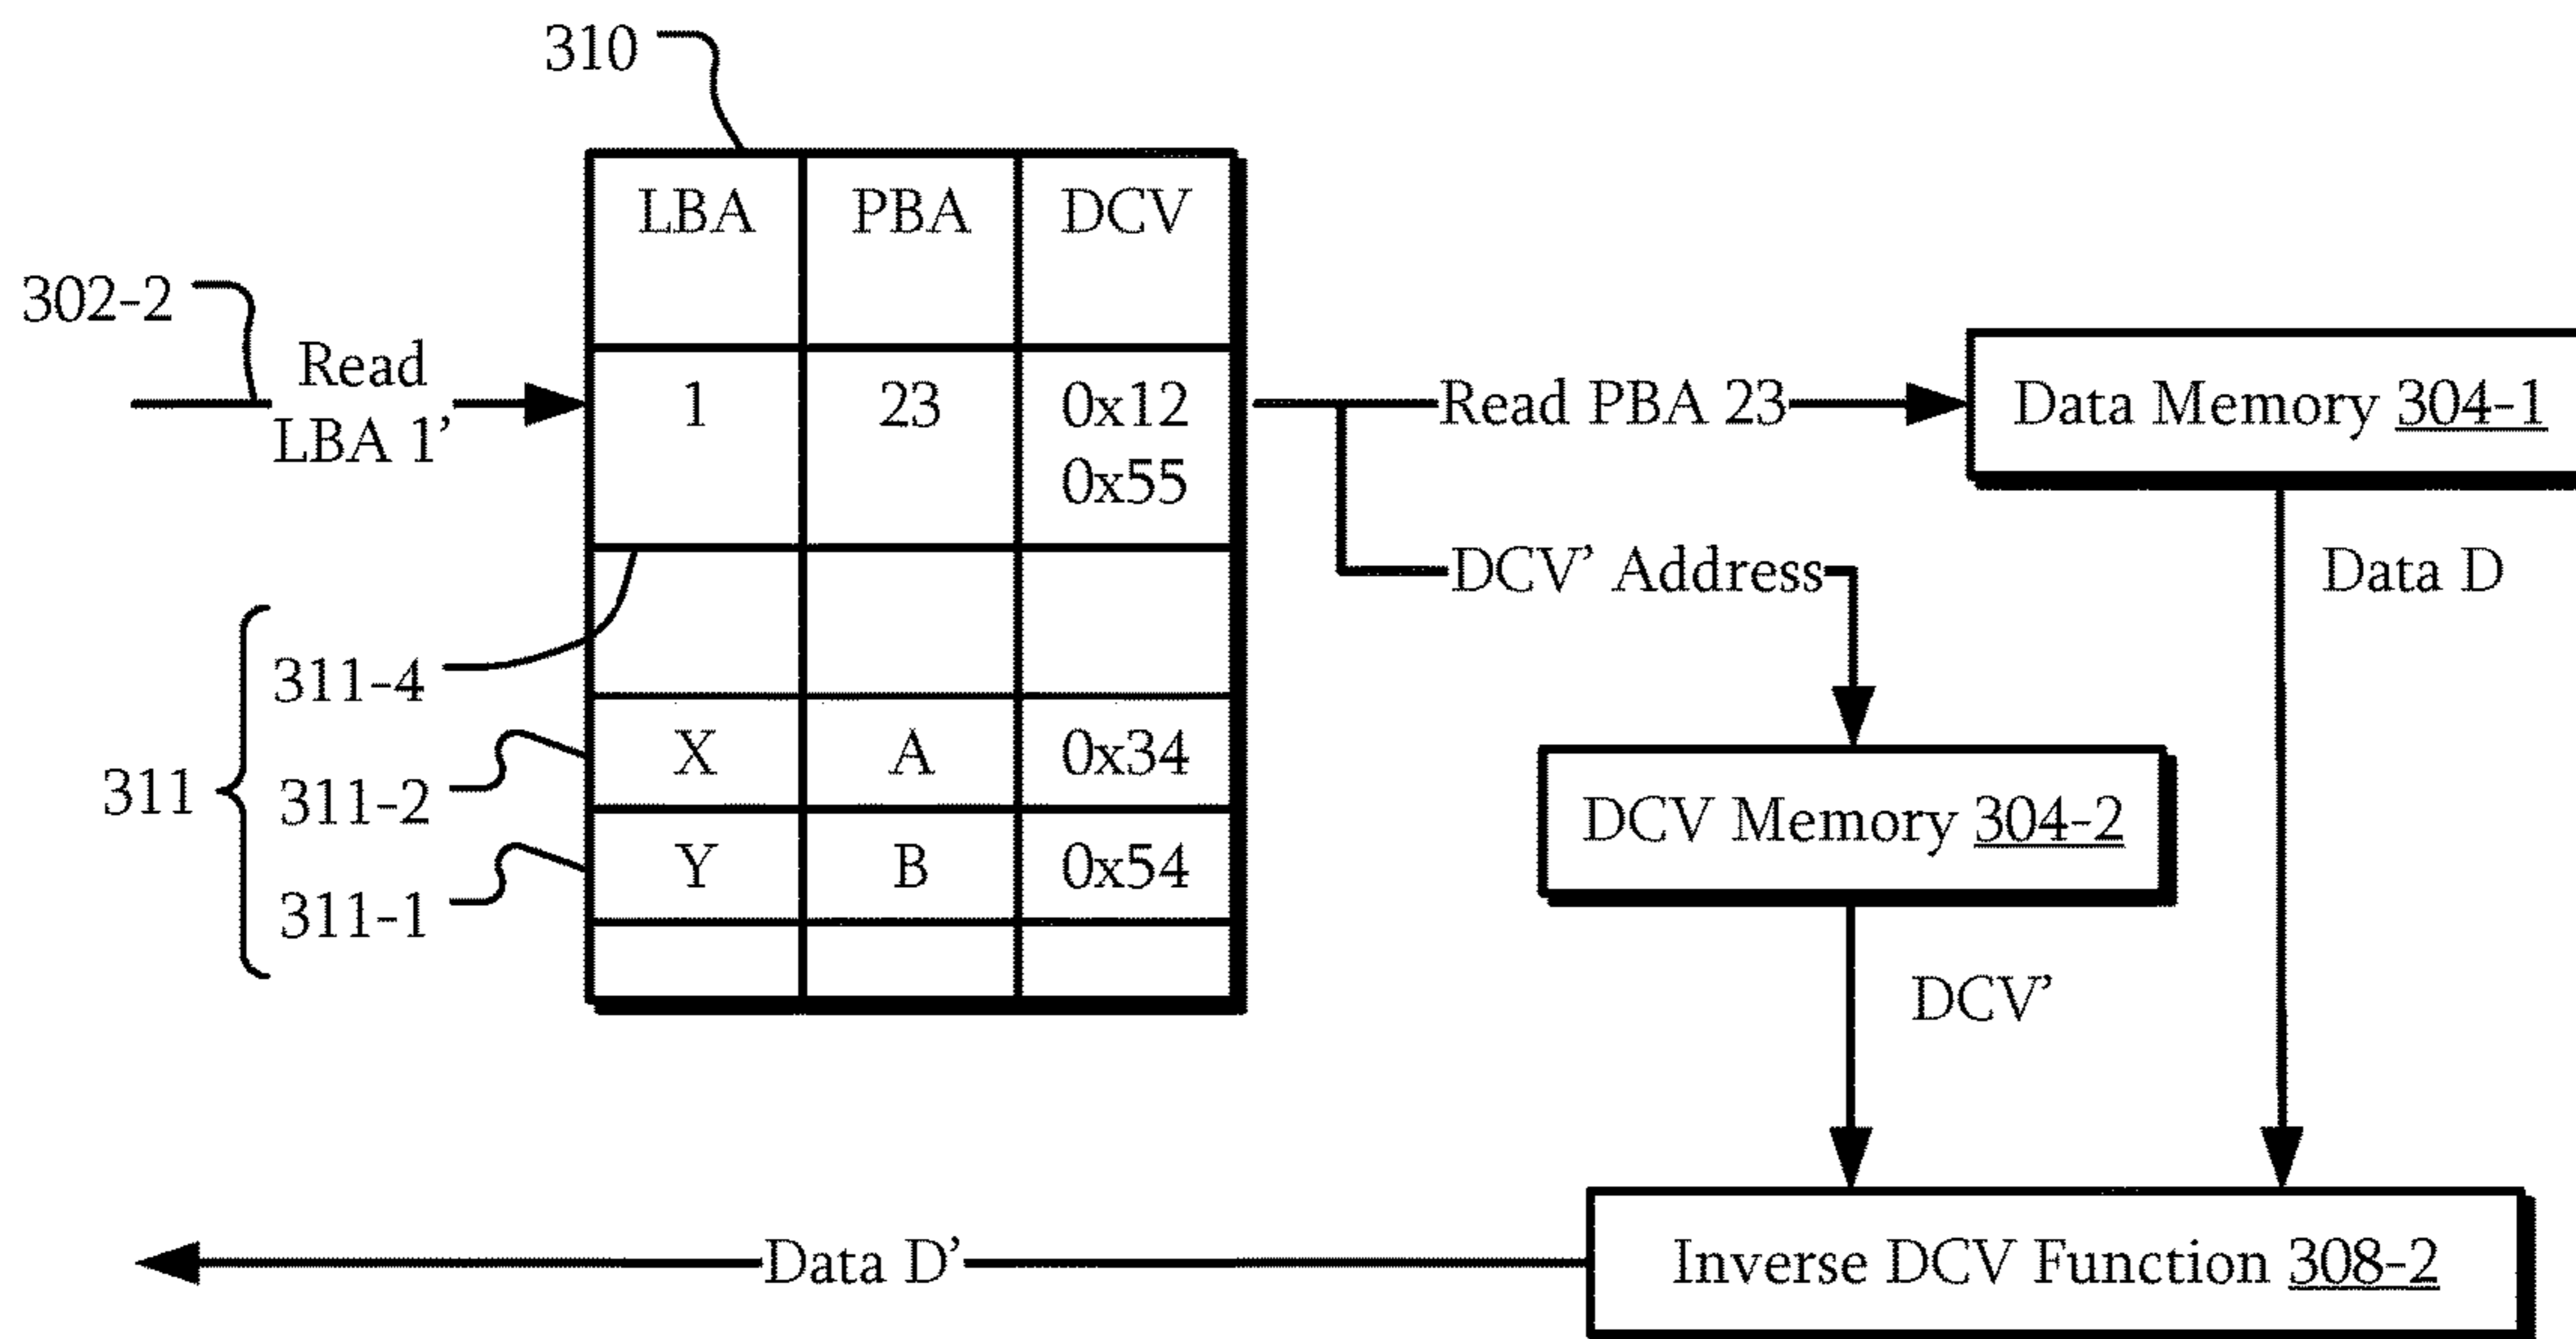 310
LBA PBA DCV
302-2
Read
LBA 1’
1 23 0x12
0x55
Read PBA 23
Data Memory 304-1
DCV’ Address
Data D
311
311-4
311-2
311-1
X A 0x34
Y B 0x54
DCV Memory 304-2
DCV’
Data D’
Inverse DCV Function 308-2